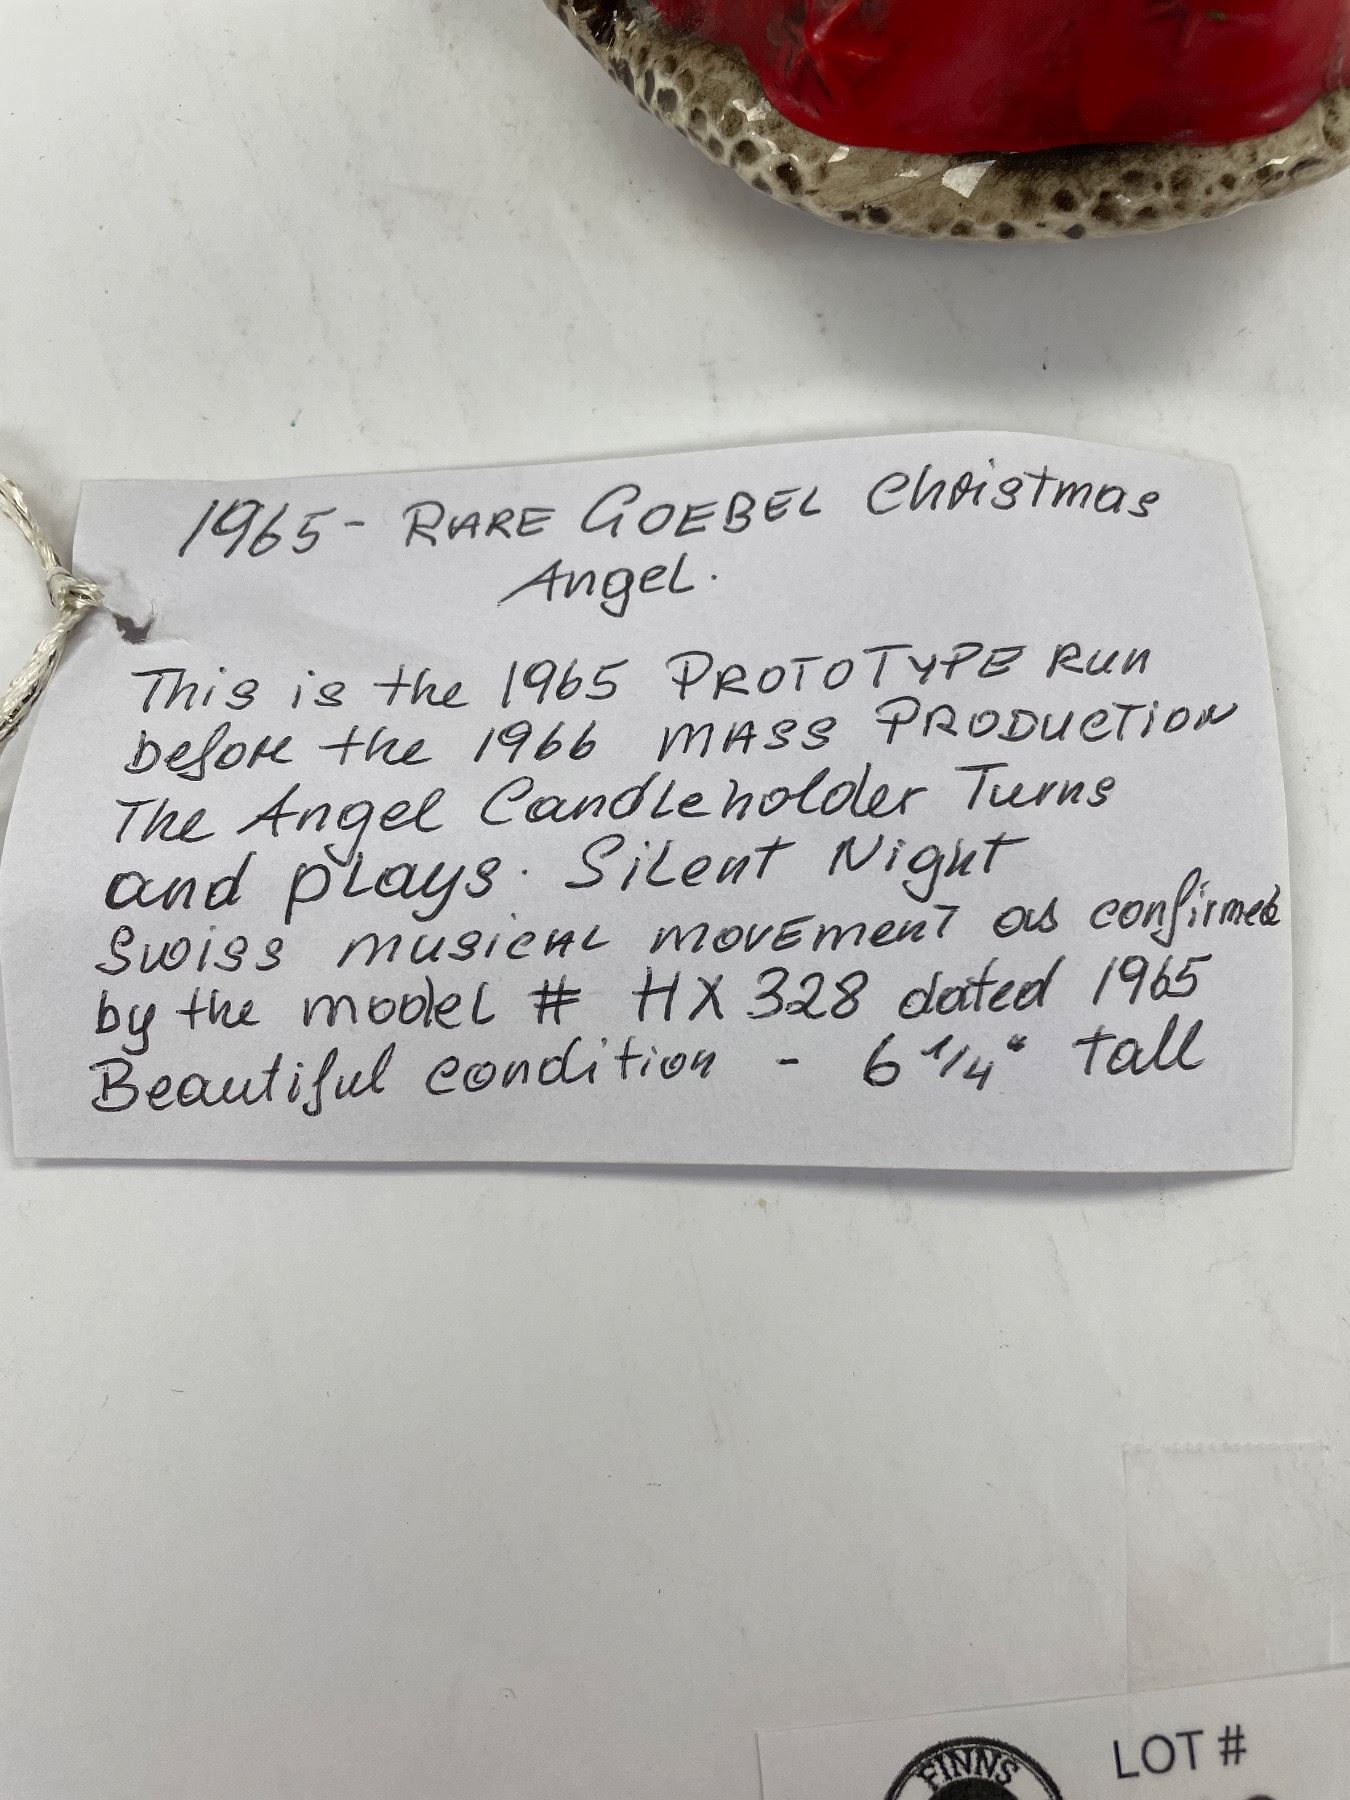 1965 - RARE GOEBEL Christmas
Angel.
This is the 1965 PROTOTYPE Run
before the 1966 MASS PRODUCTION
The Angel Candleholder Turns
and plays. Silent Night
Swiss musical movement as confirmed
by the model # HX 328 dated 1965
Beautiful condition - 6 1/4" tall
FINNS
LOT #